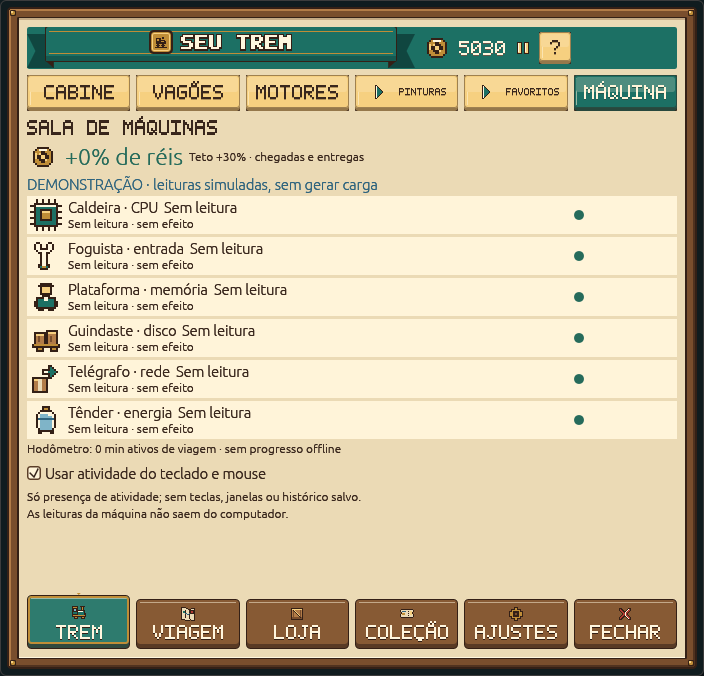 SEU TREM
5030
?
CABINE
VAGÕES
MOTORES
PINTURAS
FAVORITOS
MÁQUINA
SALA DE MÁQUINAS
+0% de réis Teto +30% · chegadas e entregas
DEMONSTRAÇÃO · leituras simuladas, sem gerar carga
Caldeira · CPU Sem leitura
Sem leitura · sem efeito
Foguista · entrada Sem leitura
Sem leitura · sem efeito
Plataforma · memória Sem leitura
Sem leitura · sem efeito
Guindaste · disco Sem leitura
Sem leitura · sem efeito
Telégrafo · rede Sem leitura
Sem leitura · sem efeito
Tênder · energia Sem leitura
Sem leitura · sem efeito
Hodômetro: 0 min ativos de viagem · sem progresso offline
Usar atividade do teclado e mouse
Só presença de atividade; sem teclas, janelas ou histórico salvo.
As leituras da máquina não saem do computador.
TREM
VIAGEM
LOJA
COLEÇÃO
AJUSTES
FECHAR